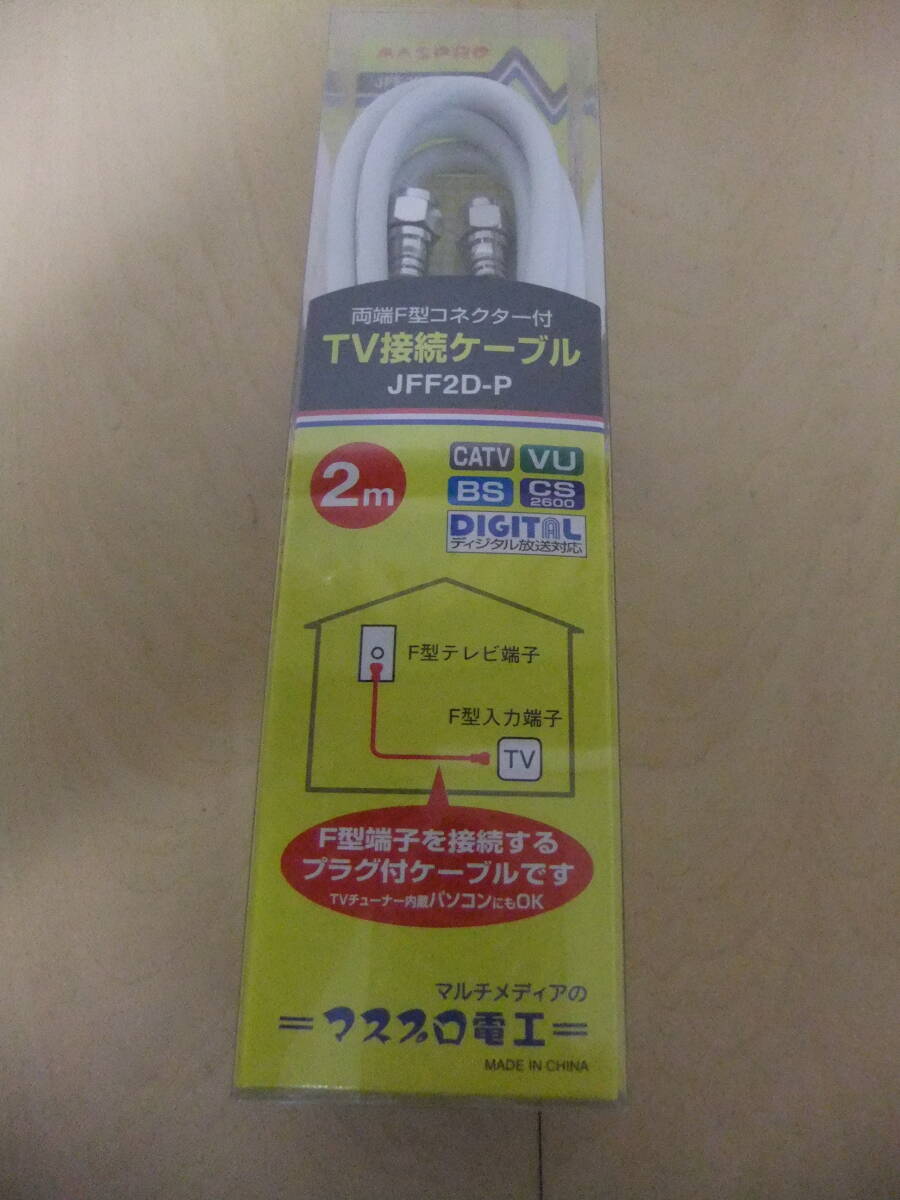 MASPRO
両端F型コネクター付
TV接続ケーブル
JFF2D-P
2m
CATV VU
BS CS
2600
DIGITAL
ディジタル放送対応
F型テレビ端子
F型入力端子
TV
F型端子を接続する
プラグ付ケーブルです
TVチューナー内蔵パソコンにもOK
マルチメディアの
=マスプロ電工=
MADE IN CHINA